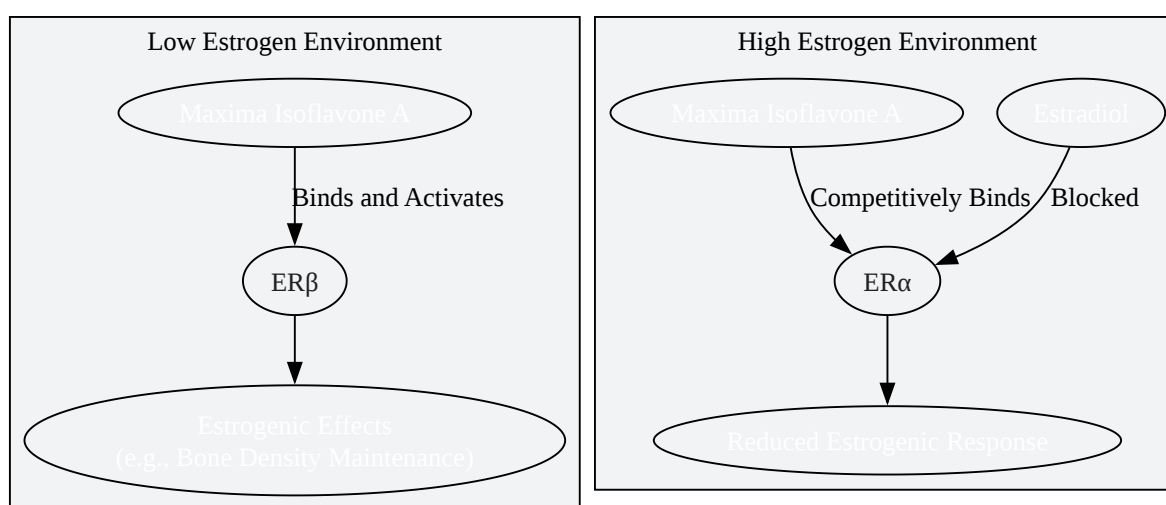 Low Estrogen Environment
Maxima Isoflavone A
Binds and Activates
ERβ
Estrogenic Effects
(e.g., Bone Density Maintenance)
High Estrogen Environment
Maxima Isoflavone A
Estradiol
Competitively Binds
Blocked
ERα
Reduced Estrogenic Response